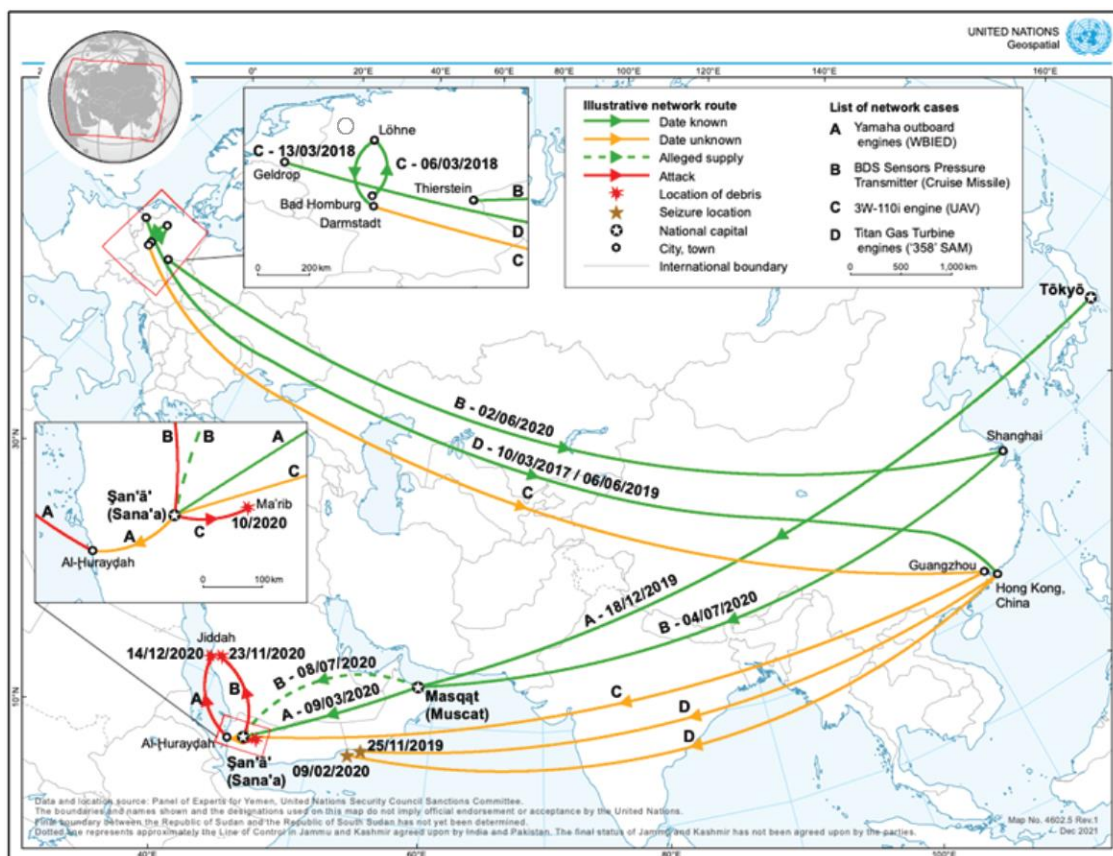 UNITED NATIONS
Geospatial
0°
20°E
40°E
60°E
80°E
100°E
120°E
140°E
160°E
C - 13/03/2018
Geldrop
Löhne
C - 06/03/2018
Thierstein
B
Bad Homburg
Darmstadt
D
C
0 200 km
Illustrative network route
Date known
Date unknown
Alleged supply
Attack
Location of debris
Seizure location
National capital
City, town
International boundary
List of network cases
A Yamaha outboard
engines (WBIED)
B BDS Sensors Pressure
Transmitter (Cruise Missile)
C 3W-110i engine (UAV)
D Titan Gas Turbine
engines ('358' SAM)
0 500 1,000 km
Tōkyō
B - 02/06/2020
Shanghai
D - 10/03/2017 / 06/06/2019
C
30°N
B
B
A
C
Şan'ā'
(Sana'a)
Ma'rib
10/2020
A
A
C
Al-Ḩuraydah
0 100 km
Guangzhou
Hong Kong,
China
A - 18/12/2019
B - 04/07/2020
Jiddah
14/12/2020
23/11/2020
B - 08/07/2020
A
B
A - 09/03/2020
Masqaṭ
(Muscat)
C
D
D
10°N
Al-Ḩuraydah
Şan'ā'
(Sana'a)
25/11/2019
09/02/2020
Data and location source: Panel of Experts for Yemen, United Nations Security Council Sanctions Committee.
The boundaries and names shown and the designations used on this map do not imply official endorsement or acceptance by the United Nations.
Final boundary between the Republic of Sudan and the Republic of South Sudan has not yet been determined.
Dotted line represents approximately the Line of Control in Jammu and Kashmir agreed upon by India and Pakistan. The final status of Jammu and Kashmir has not been agreed upon by the parties.
Map No. 4602.5 Rev.1
Dec 2021
40°E
60°E
80°E
100°E